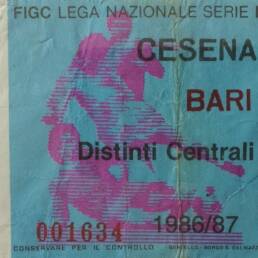 FIGC LEGA NAZIONALE SERIE
CESENA
BARI
Distinti Centrali
001634 1986/87
CONSERVARE PER IL CONTROLLO